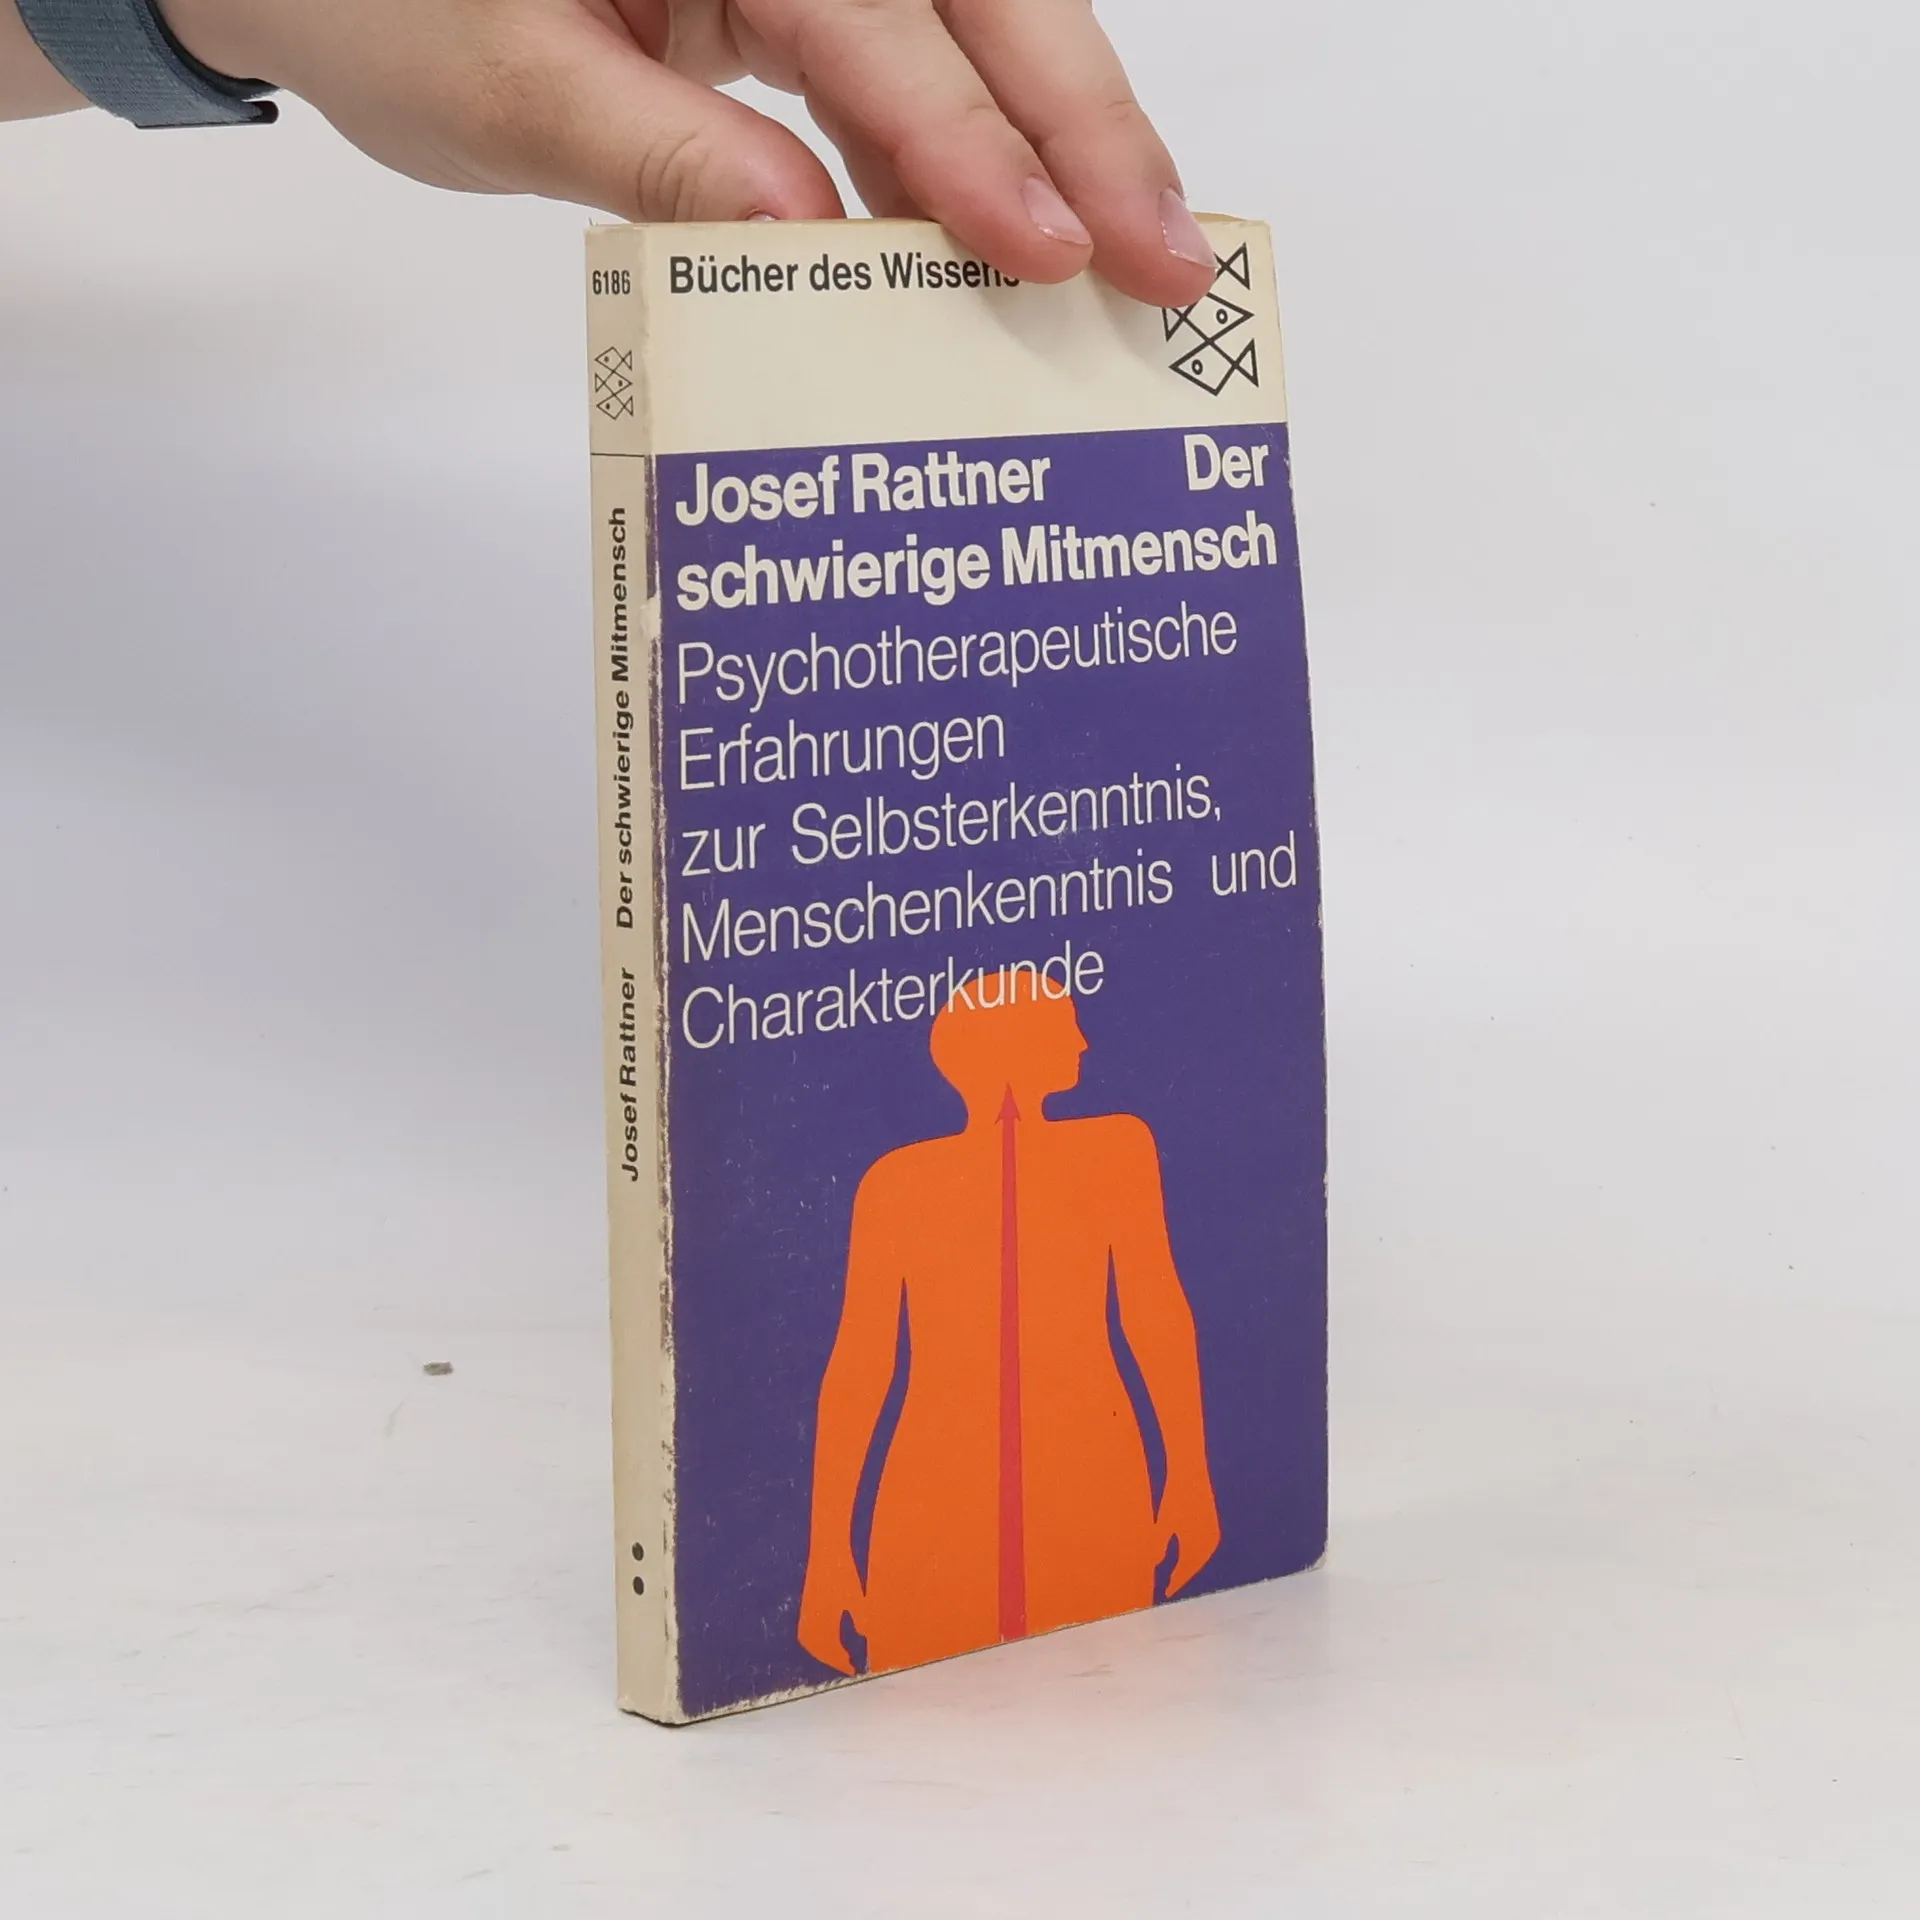 6186
Bücher des Wissens
Josef Rattner Der
schwierige Mitmensch
Psychotherapeutische
Erfahrungen
zur Selbsterkenntnis,
Menschenkenntnis und
Charakterkunde
Josef Rattner Der schwierige Mitmensch